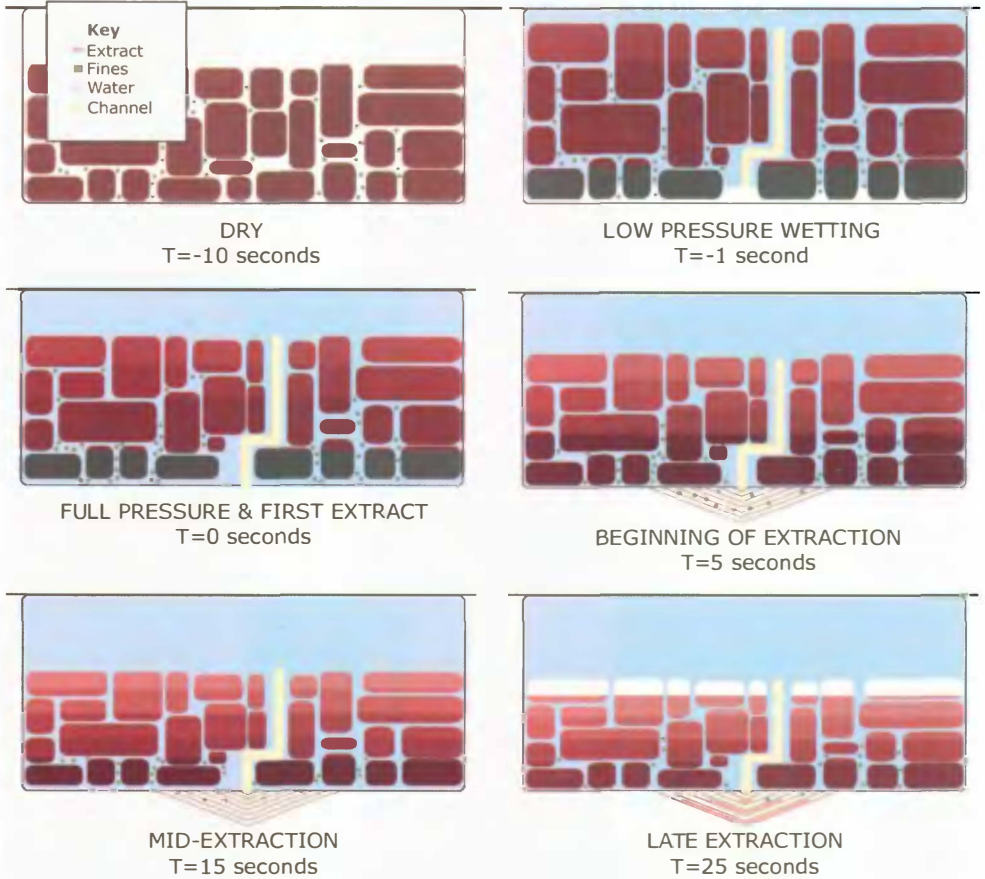 Key
Extract
Fines
Water
Channel
DRY
T=-10 seconds
LOW PRESSURE WETTING
T=-1 second
FULL PRESSURE & FIRST EXTRACT
T=0 seconds
BEGINNING OF EXTRACTION
T=5 seconds
MID-EXTRACTION
T=15 seconds
LATE EXTRACTION
T=25 seconds